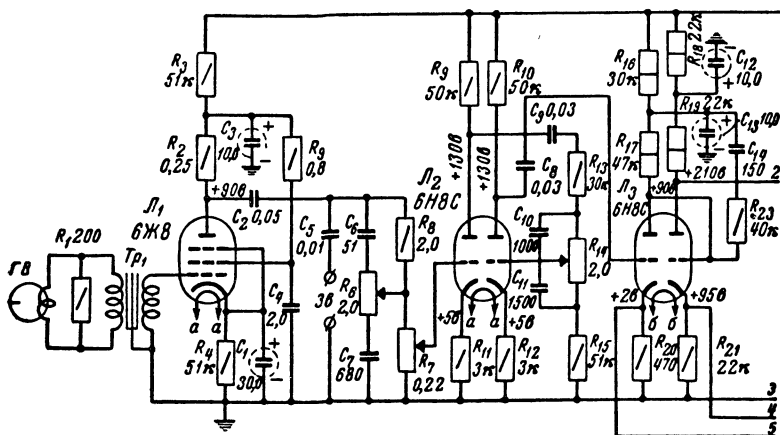 R3
51к
R2
0,25
C3
10,0
R9
0,8
+90в
C2 0,05
Л1
6Ж8
R1 200
Тр1
ГВ
а а
R4
51к
C1
30,0
C4
2,0
C5
0,01
C6
51
R8
2,0
Зв
R6
2,0
C7
680
R7
0,22
R9
50к
R10
50к
+130в
+130в
C9 0,03
C8
0,03
R13
30к
Л2
6Н8С
C10
1000
R14
2,0
C11
1500
+5в
а а
+5в
R11
3к
R12
3к
R15
51к
R16
30к
R18
22к
C12
10,0
R19 22к
C13 10,0
R17
47к
C14
150
+90в
+210в
2
Л3
6Н8С
R23
40к
+2в
б б
+95в
R20
470
R21
22к
3
4
5